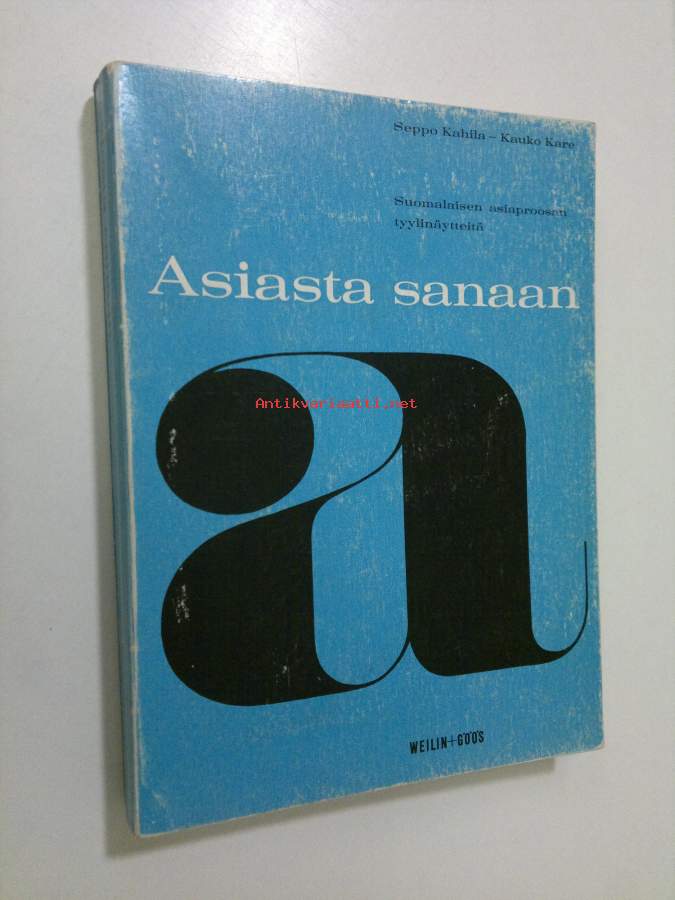 Seppo Kahila – Kauko Kare
Suomalaisen asiaproosan
tyylinäytteitä
Asiasta sanaan
a
Antikvariaatti.net
WEILIN+GÖÖS